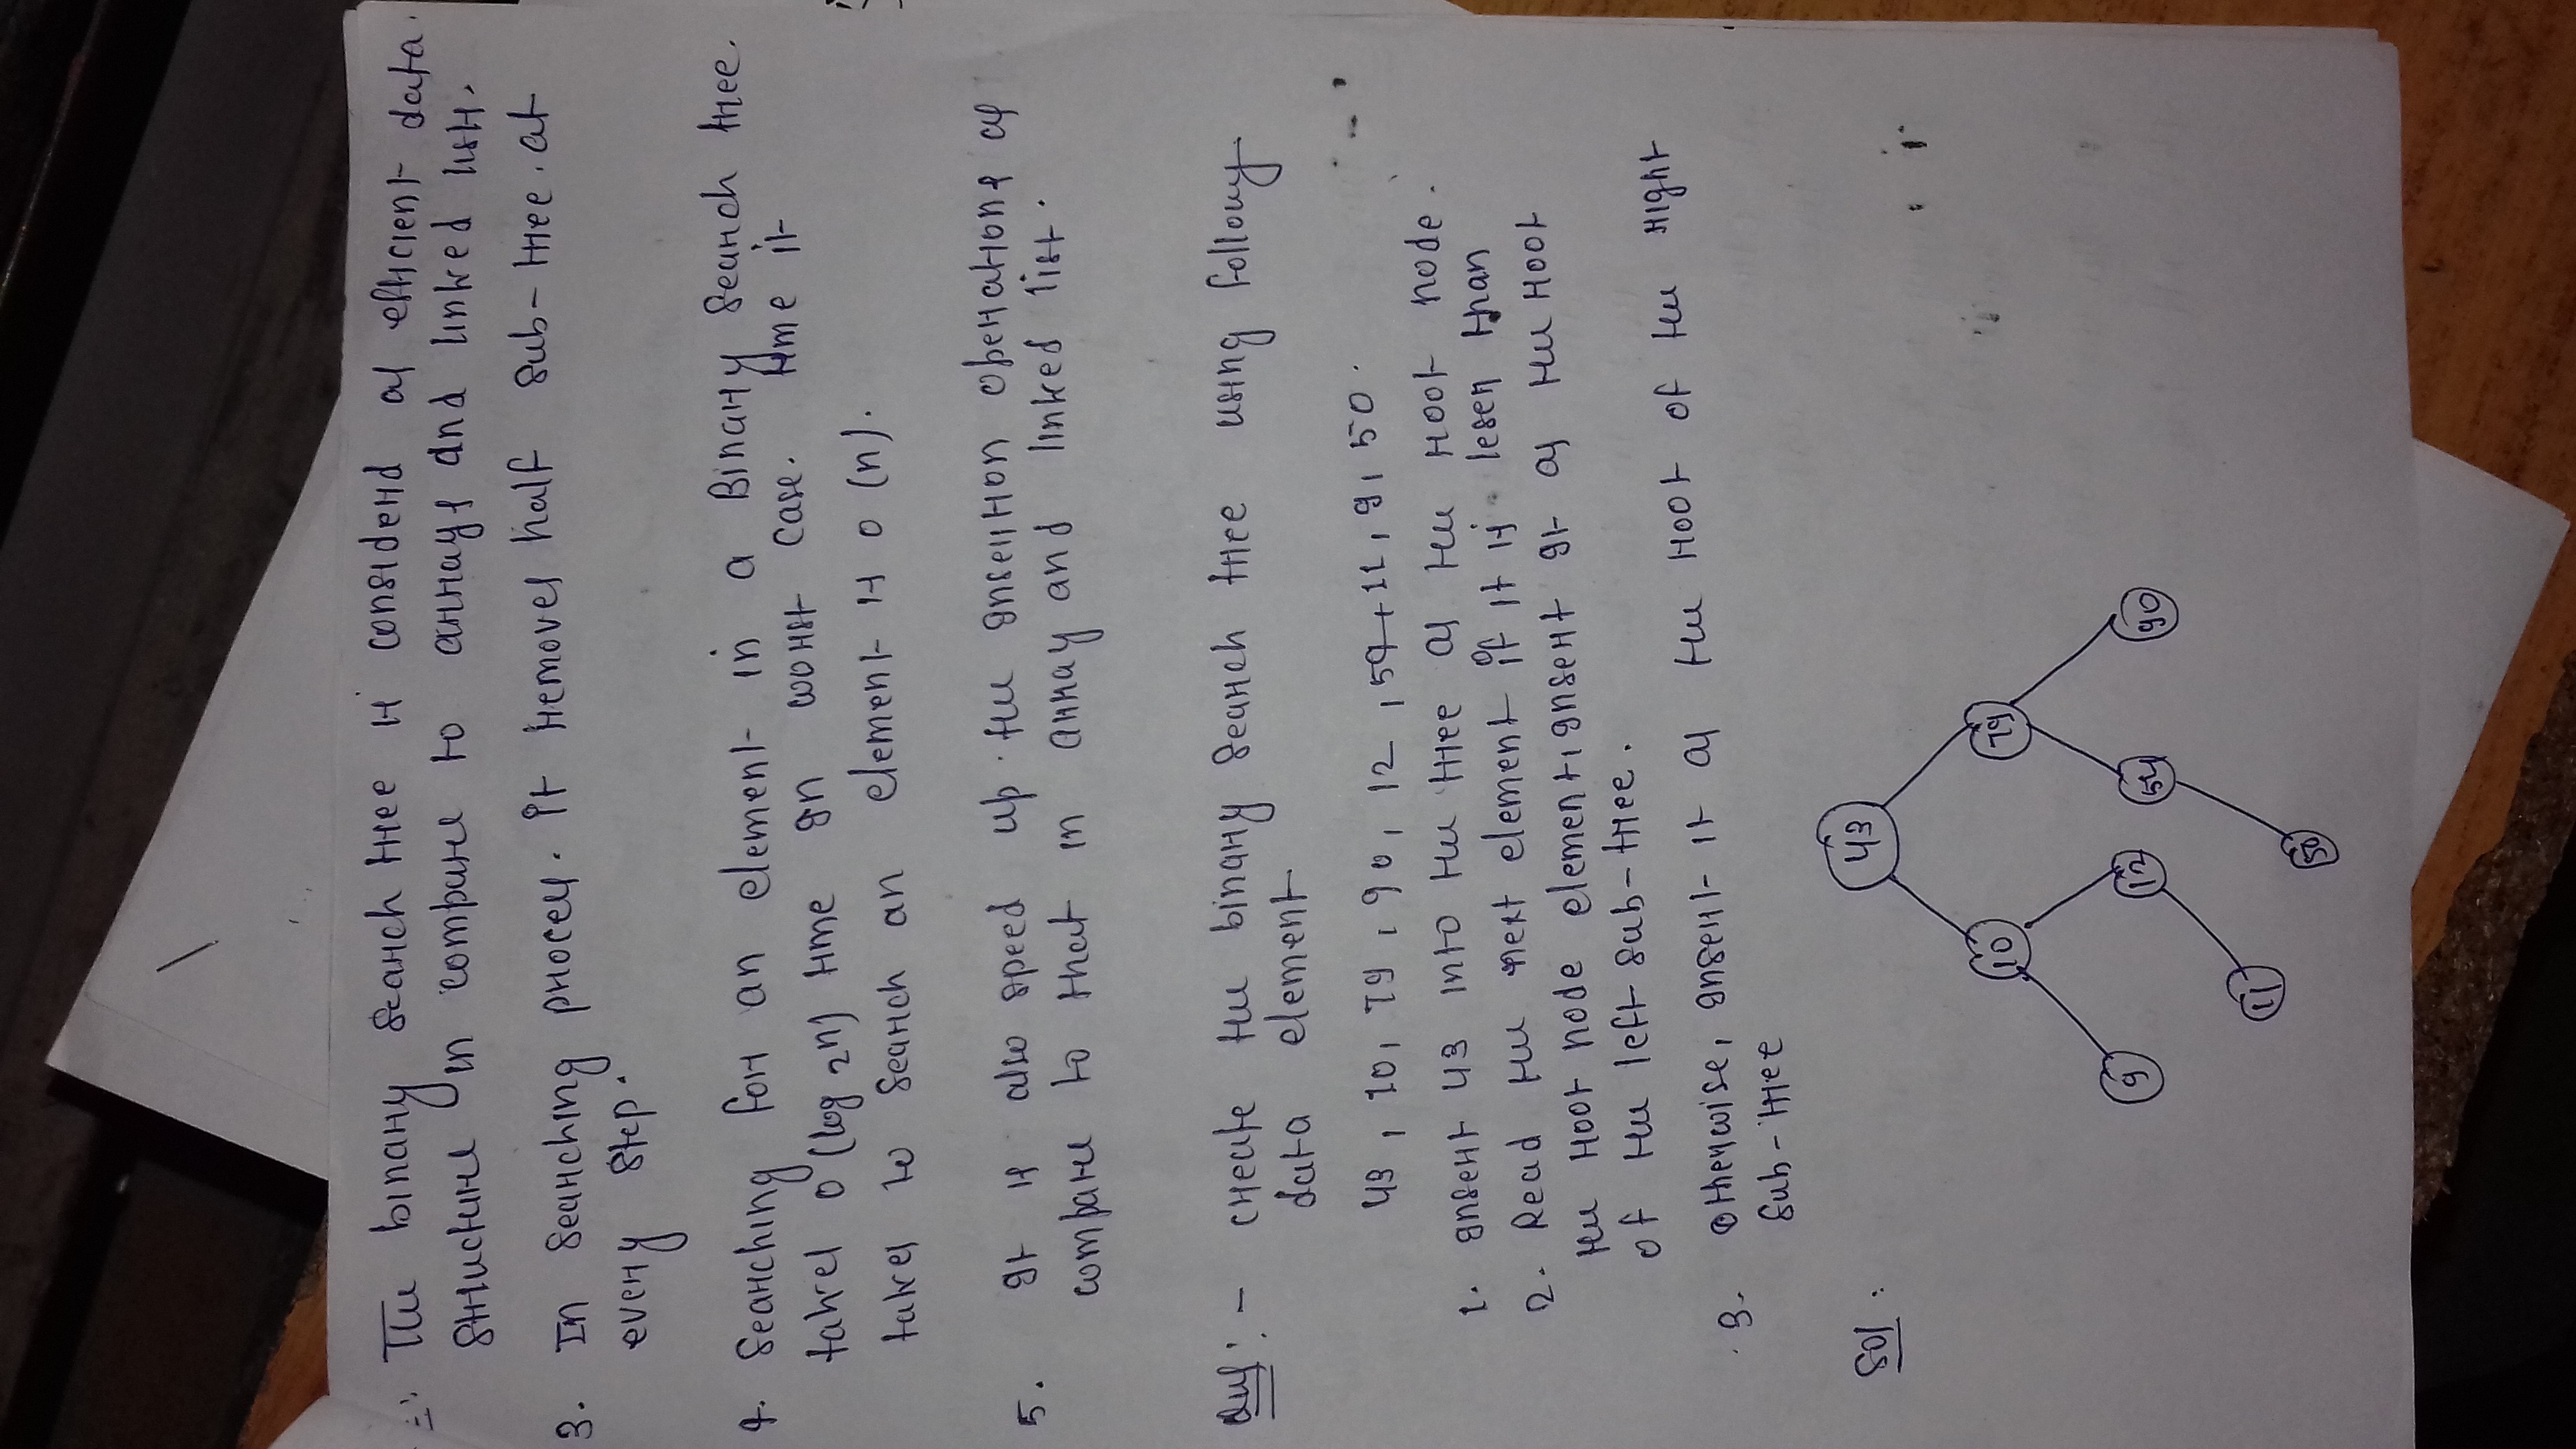 The binary search tree is considerd as efficient data.
structure in compare to arrays and linked list.
3. In searching process. It removes half sub-tree. at
every step.
4. Searching for an element in a Binary search tree.
takes o(log 2n) time In worst case. time it
takes to search an element is o(n).
5. It is also speed up the Insertion operations as
compare to that in array and linked list.
Que:- create the binary search tree using following
data element
43, 10, 79, 90, 12, 54, 11, 9, 50.
1. Insert 43 into the tree as the root node.
2. Read the next element if it is lesser than
the root node element, Insert It as the root
of the left sub-tree.
3. Otherwise, Insert it as the root of the right
sub-tree
Sol:
43
10 79
9 12 54 90
11 50